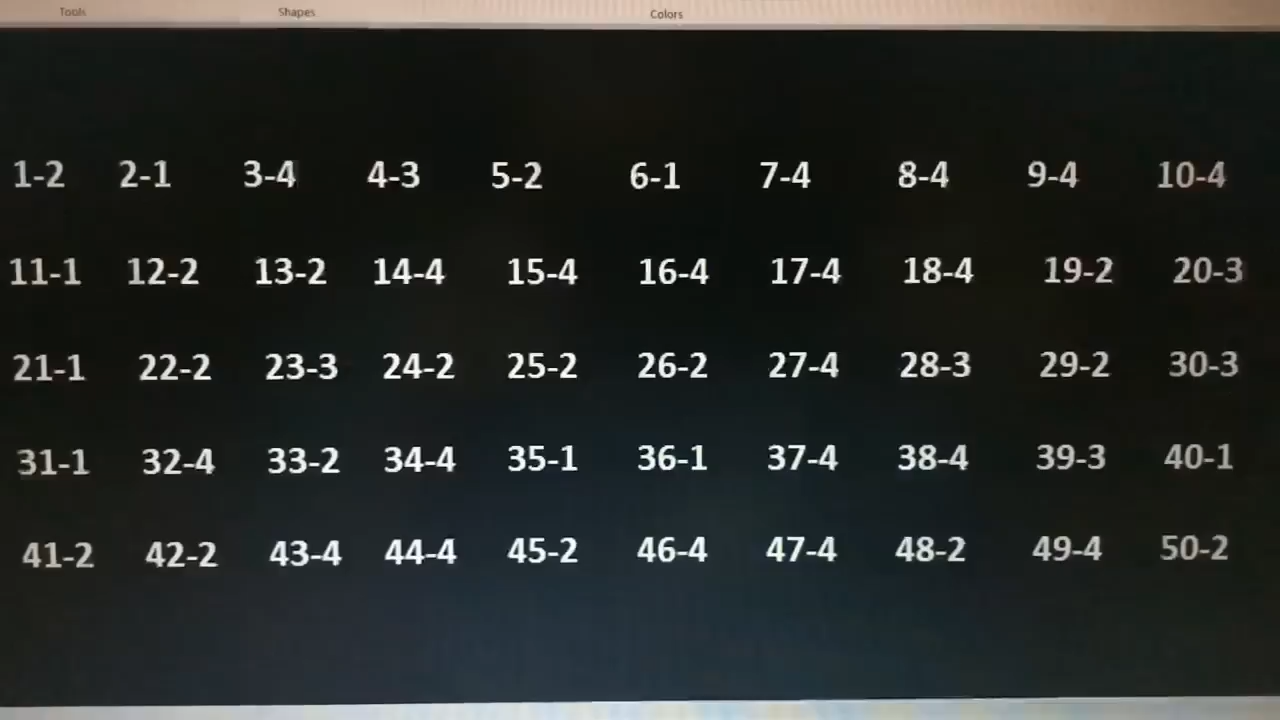 Tools Shapes Colors
1-2 2-1 3-4 4-3 5-2 6-1 7-4 8-4 9-4 10-4
11-1 12-2 13-2 14-4 15-4 16-4 17-4 18-4 19-2 20-3
21-1 22-2 23-3 24-2 25-2 26-2 27-4 28-3 29-2 30-3
31-1 32-4 33-2 34-4 35-1 36-1 37-4 38-4 39-3 40-1
41-2 42-2 43-4 44-4 45-2 46-4 47-4 48-2 49-4 50-2